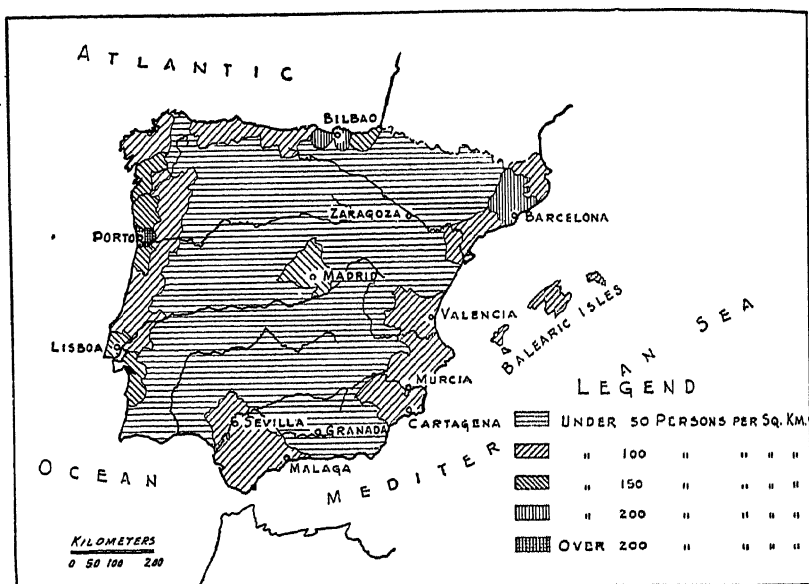 ATLANTIC
BILBAO
ZARAGOZA
BARCELONA
PORTO
MADRID
VALENCIA
BALEARIC ISLES
LISBOA
MURCIA
CARTAGENA
SEVILLA
GRANADA
MALAGA
OCEAN
MEDITER
AN SEA
LEGEND
UNDER 50 PERSONS PER SQ. KM.
" 100 " " " "
" 150 " " " "
" 200 " " " "
OVER 200 " " " "
KILOMETERS
0 50 100 200